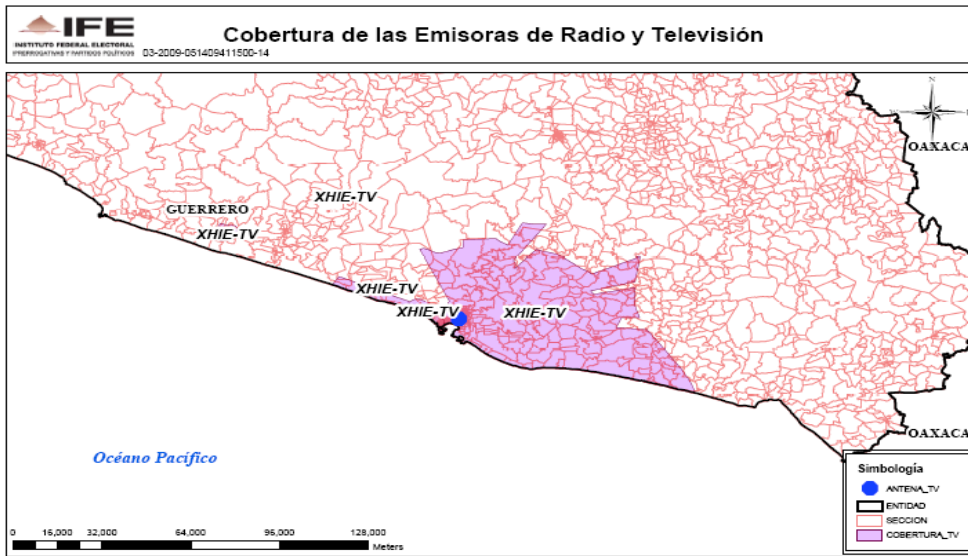 IFE
INSTITUTO FEDERAL ELECTORAL
PRERROGATIVAS Y PARTIDOS POLÍTICOS
03-2009-051409411500-14
Cobertura de las Emisoras de Radio y Televisión
N
OAXACA
XHIE-TV
GUERRERO
XHIE-TV
XHIE-TV
XHIE-TV
XHIE-TV
OAXACA
Océano Pacífico
Simbología
ANTENA_TV
ENTIDAD
SECCION
COBERTURA_TV
0 16,000 32,000 64,000 96,000 128,000
Meters